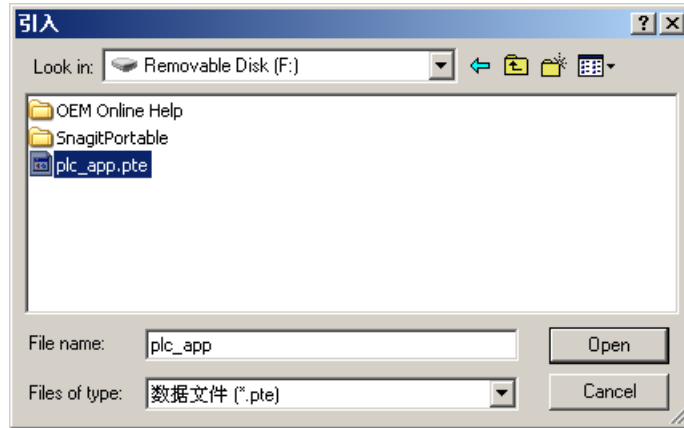 引入
Look in: Removable Disk (F:)
OEM Online Help
SnagitPortable
plc_app.pte
File name: plc_app Open
Files of type: 数据文件 (*.pte) Cancel